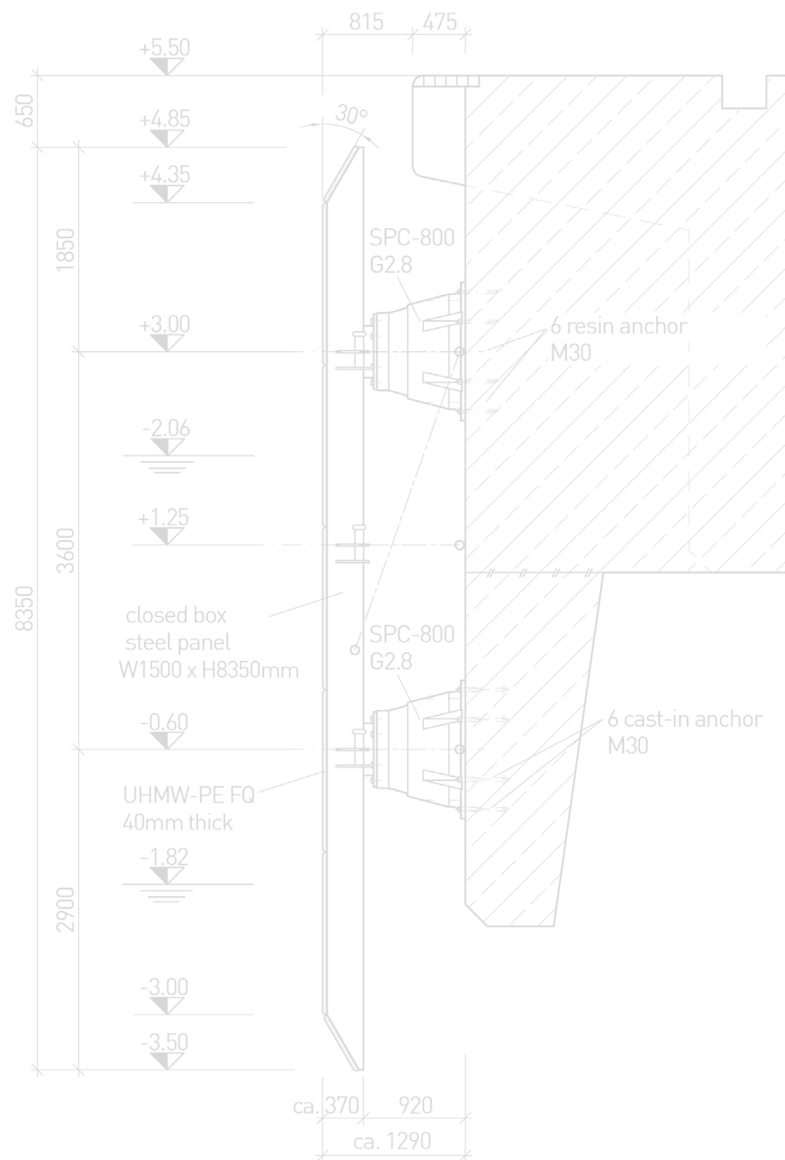 815
475
+5.50
650
+4.85
30°
+4.35
SPC-800
G2.8
1850
+3.00
6 resin anchor
M30
-2.06
+1.25
3600
8350
closed box
steel panel
W1500 x H8350mm
SPC-800
G2.8
-0.60
6 cast-in anchor
M30
UHMW-PE FQ
40mm thick
-1.82
2900
-3.00
-3.50
ca. 370
920
ca. 1290